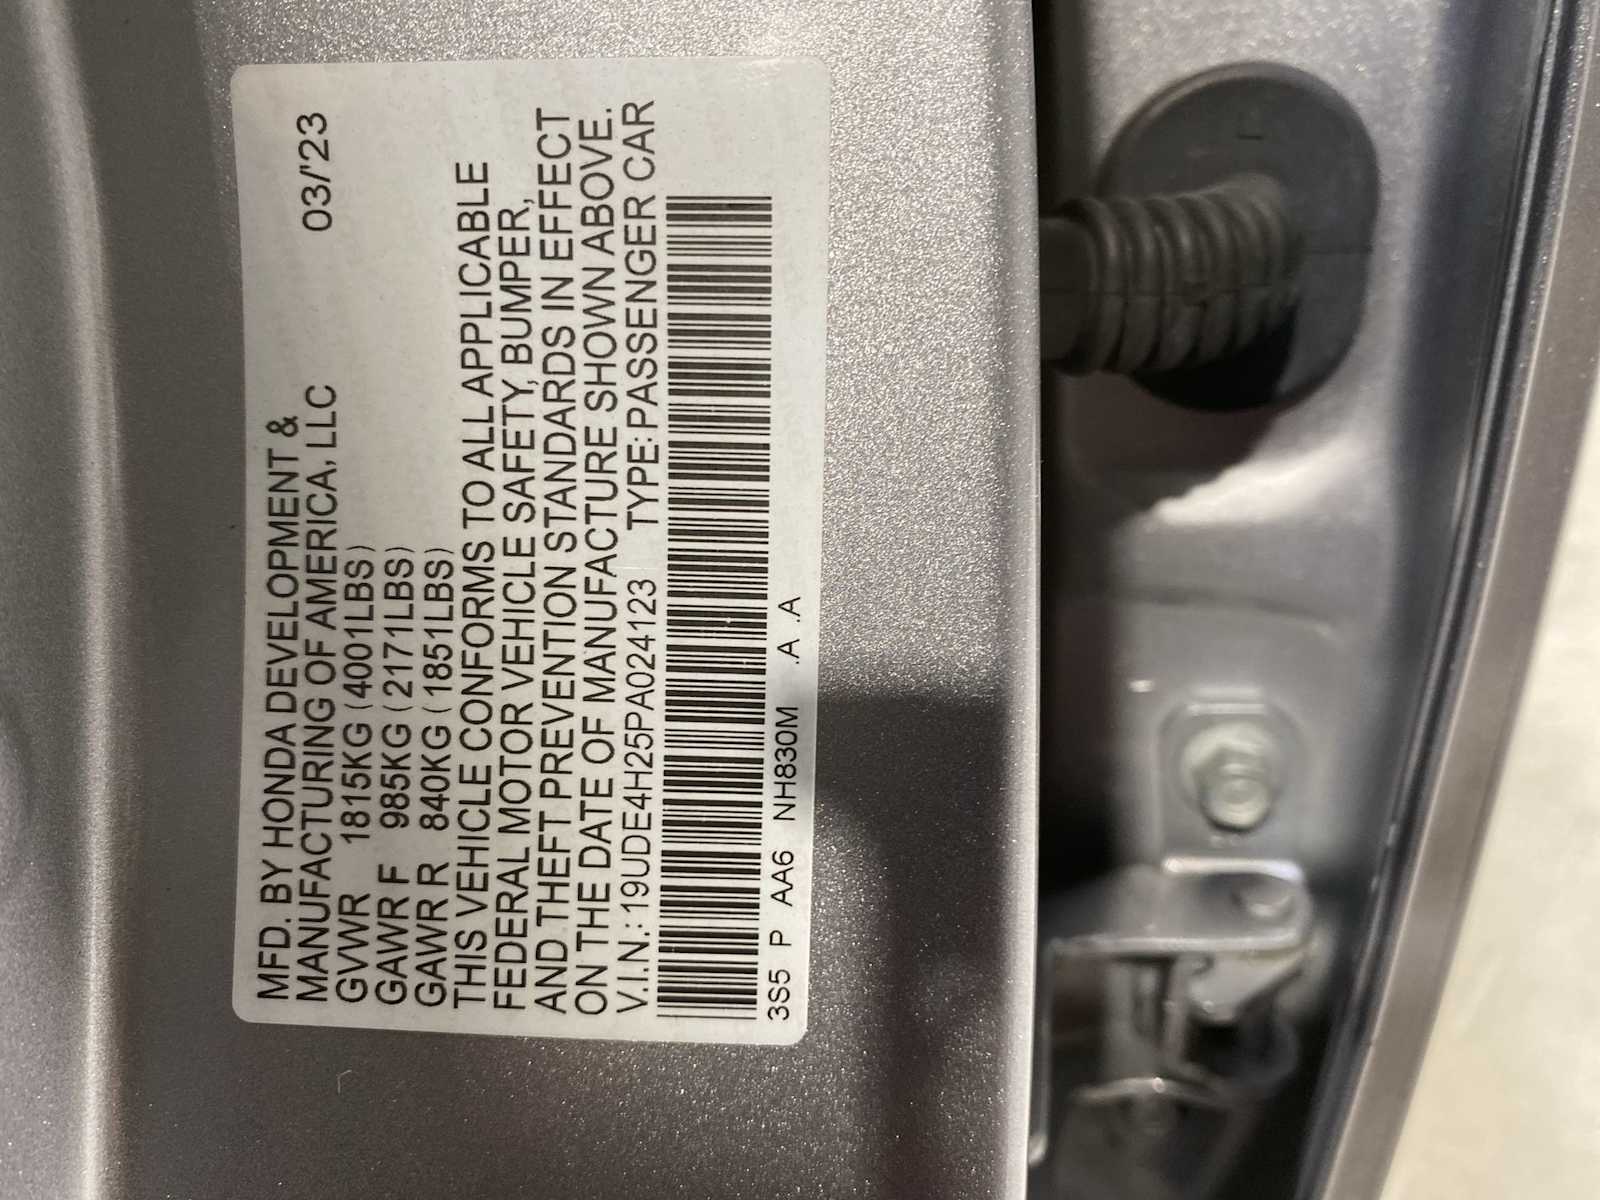 MFD. BY HONDA DEVELOPMENT &
MANUFACTURING OF AMERICA, LLC 03/'23
GVWR 1815KG (4001LBS)
GAWR F 985KG (2171LBS)
GAWR R 840KG (1851LBS)
THIS VEHICLE CONFORMS TO ALL APPLICABLE
FEDERAL MOTOR VEHICLE SAFETY, BUMPER,
AND THEFT PREVENTION STANDARDS IN EFFECT
ON THE DATE OF MANUFACTURE SHOWN ABOVE.
V.I.N.: 19UDE4H25PA024123 TYPE: PASSENGER CAR
3S5 P AA6 NH830M .A .A